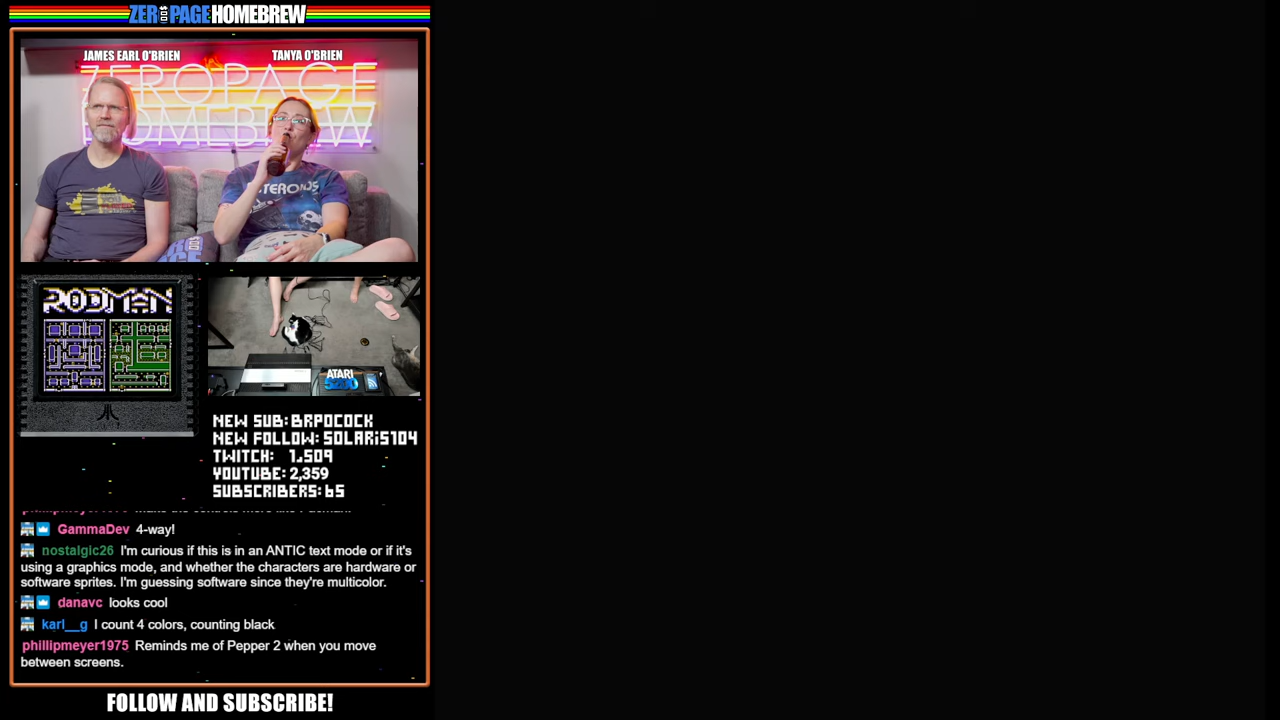 ZEROPAGE HOMEBREW
JAMES EARL O'BRIEN
TANYA O'BRIEN
ZEROPAGE
HOMEBREW
ASTEROIDS
YOU
RODMAN
ATARI
5200
NEW SUB: BRPOCOCK
NEW FOLLOW: SOLARIS104
TWITCH: 1,509
YOUTUBE: 2,359
SUBSCRIBERS: 65
GammaDev 4-way!
nostalgic26 I'm curious if this is in an ANTIC text mode or if it's
using a graphics mode, and whether the characters are hardware or
software sprites. I'm guessing software since they're multicolor.
danavc looks cool
karl__g I count 4 colors, counting black
phillipmeyer1975 Reminds me of Pepper 2 when you move
between screens.
FOLLOW AND SUBSCRIBE!